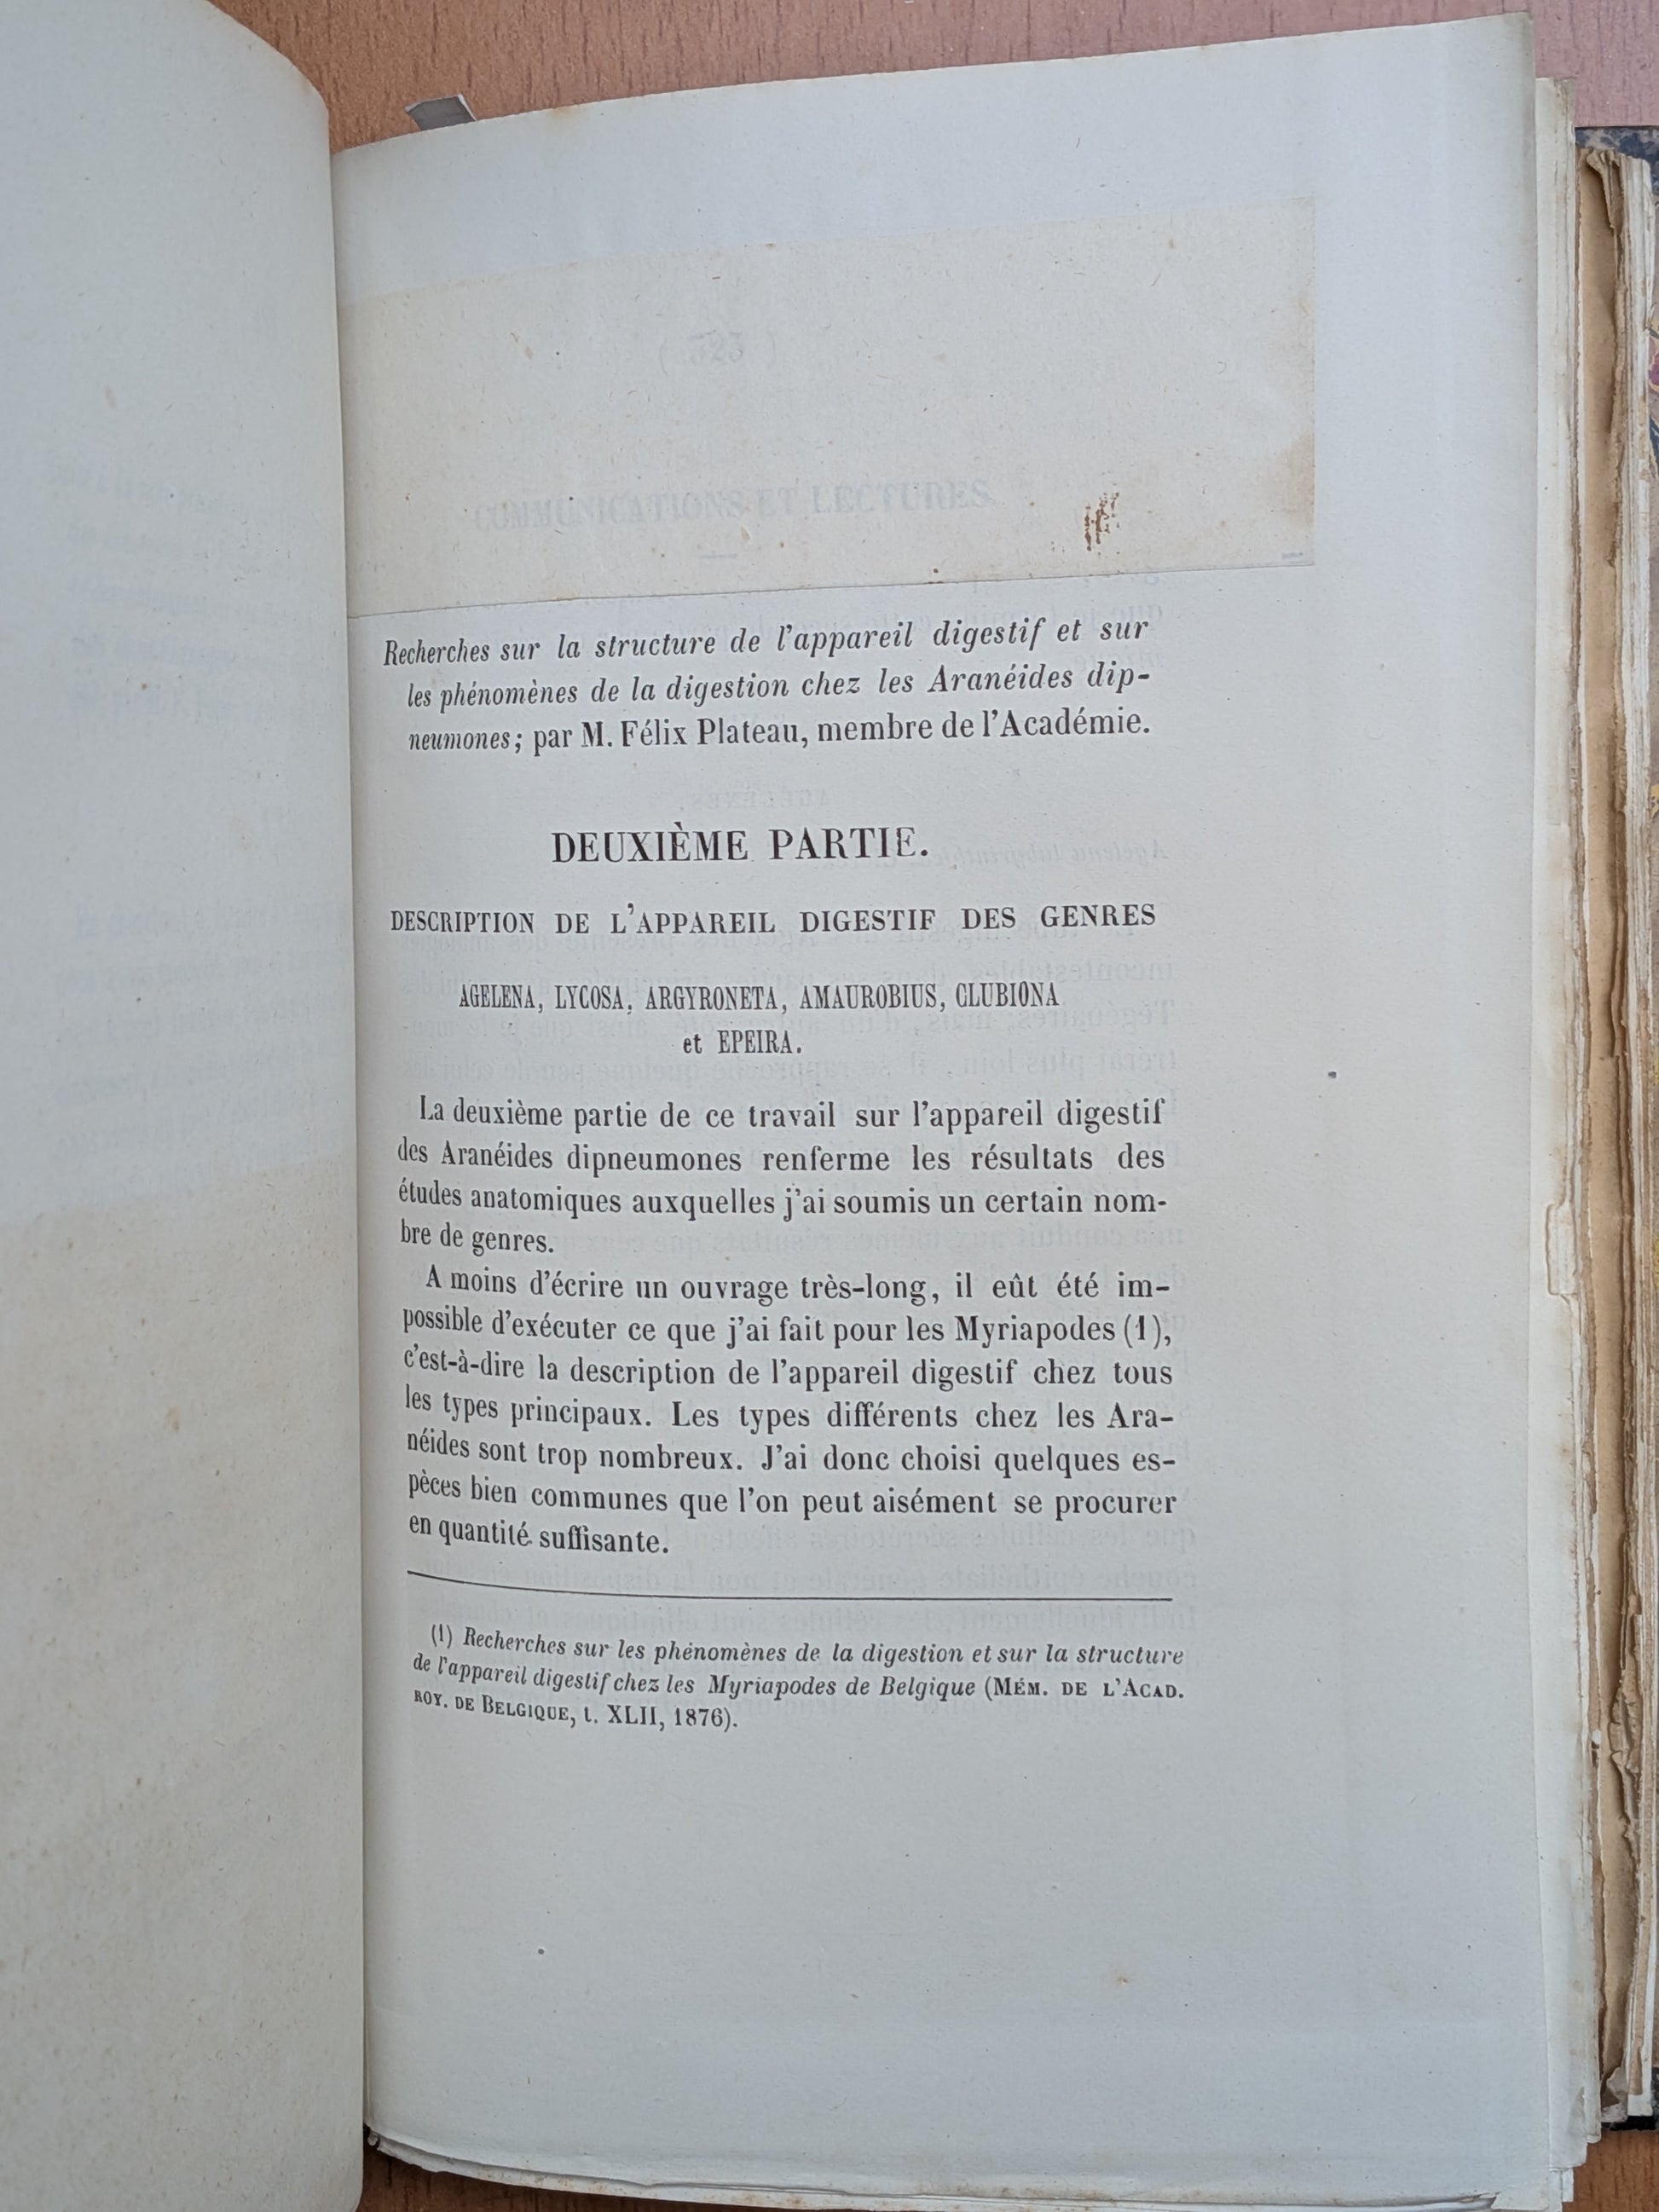 COMMUNICATIONS ET LECTURES
Recherches sur la structure de l'appareil digestif et sur
les phénomènes de la digestion chez les Aranéides dip-
neumones; par M. Félix Plateau, membre de l'Académie.
DEUXIÈME PARTIE.
DESCRIPTION DE L'APPAREIL DIGESTIF DES GENRES
AGELENA, LYCOSA, ARGYRONETA, AMAUROBIUS, CLUBIONA
et EPEIRA.
La deuxième partie de ce travail sur l'appareil digestif
des Aranéides dipneumones renferme les résultats des
études anatomiques auxquelles j'ai soumis un certain nom-
bre de genres.
A moins d'écrire un ouvrage très-long, il eût été im-
possible d'exécuter ce que j'ai fait pour les Myriapodes (1),
c'est-à-dire la description de l'appareil digestif chez tous
les types principaux. Les types différents chez les Ara-
néides sont trop nombreux. J'ai donc choisi quelques es-
pèces bien communes que l'on peut aisément se procurer
en quantité suffisante.
(1) Recherches sur les phénomènes de la digestion et sur la structure
de l'appareil digestif chez les Myriapodes de Belgique (MÉM. DE L'ACAD.
ROY. DE BELGIQUE, t. XLII, 1876).